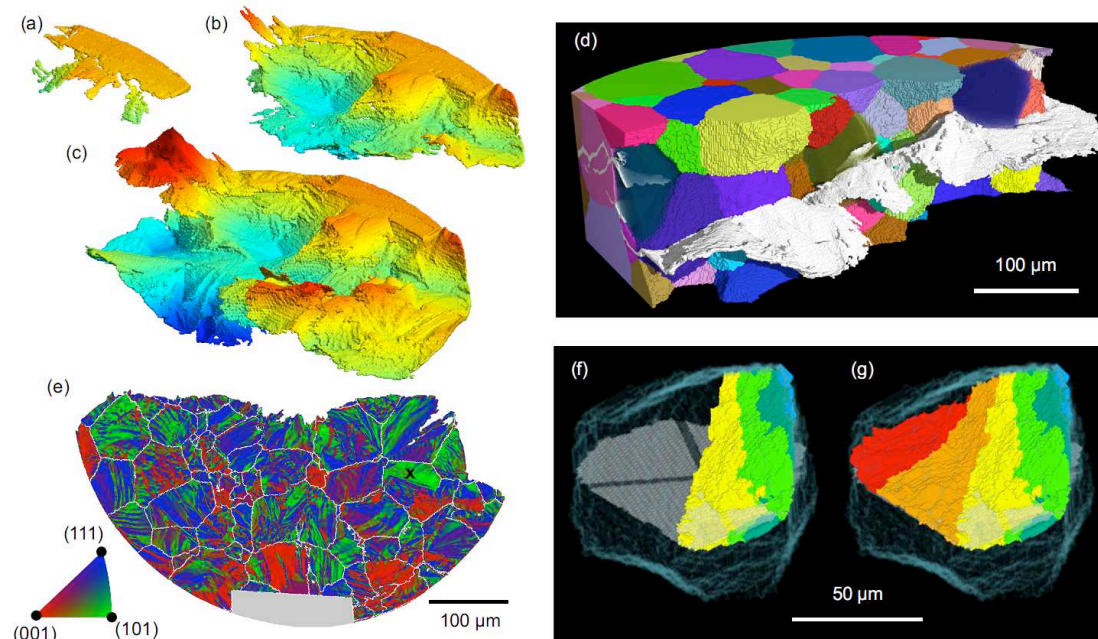 (a)
(b)
(c)
(d)
100 µm
(e)
X
(111)
(001)
(101)
100 µm
(f)
(g)
50 µm